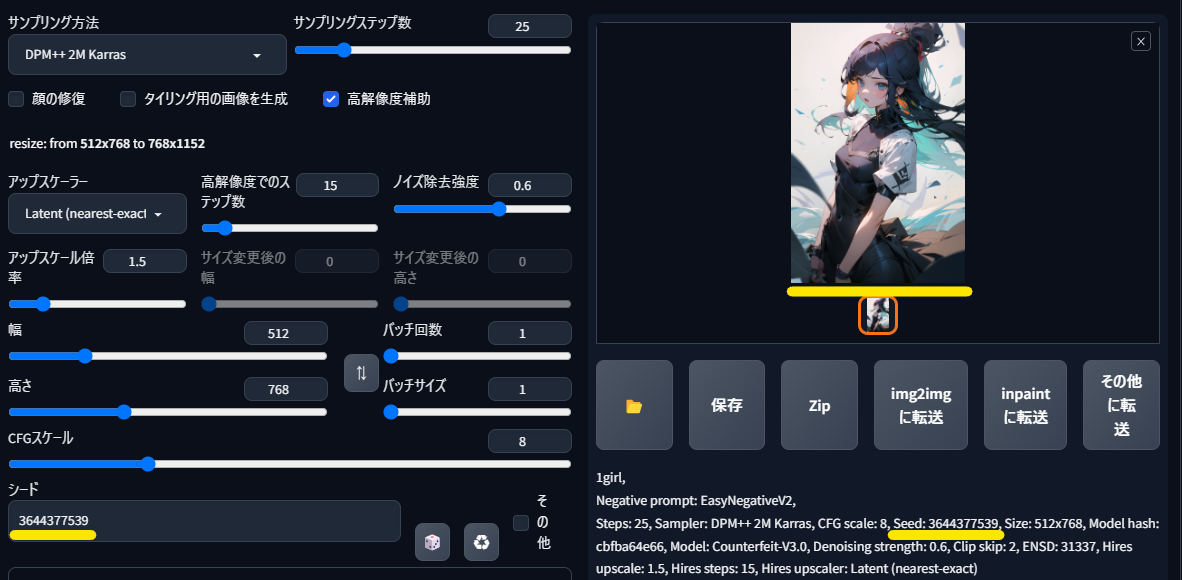 サンプリング方法
DPM++ 2M Karras
サンプリングステップ数
25
顔の修復
タイリング用の画像を生成
高解像度補助
resize: from 512x768 to 768x1152
アップスケーラー
Latent (nearest-exact
高解像度でのス
テップ数
15
ノイズ除去強度
0.6
アップスケール倍
率
1.5
サイズ変更後の
幅
0
サイズ変更後の
高さ
0
幅
512
バッチ回数
1
高さ
768
バッチサイズ
1
CFGスケール
8
シード
3644377539
そ
の
他
保存
Zip
img2img
に転送
inpaint
に転送
その他
に転
送
1girl,
Negative prompt: EasyNegativeV2,
Steps: 25, Sampler: DPM++ 2M Karras, CFG scale: 8, Seed: 3644377539, Size: 512x768, Model hash:
cbfba64e66, Model: Counterfeit-V3.0, Denoising strength: 0.6, Clip skip: 2, ENSD: 31337, Hires
upscale: 1.5, Hires steps: 15, Hires upscaler: Latent (nearest-exact)